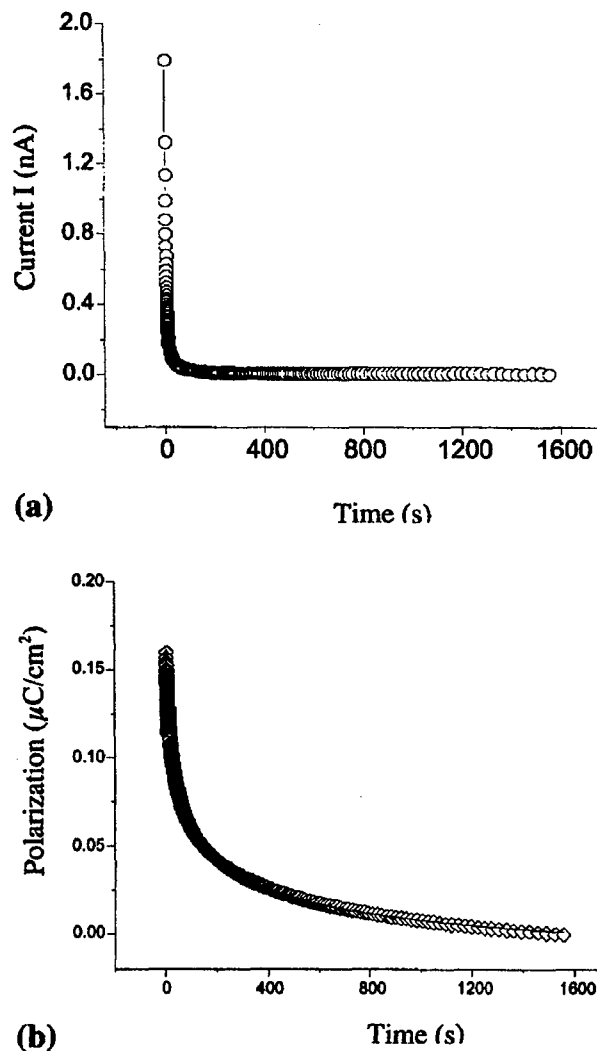 2.0
1.6
1.2
0.8
0.4
0.0
Current I (nA)
0 400 800 1200 1600
(a) Time (s)
0.20
0.15
0.10
0.05
0.00
Polarization (μC/cm²)
0 400 800 1200 1600
(b) Time (s)